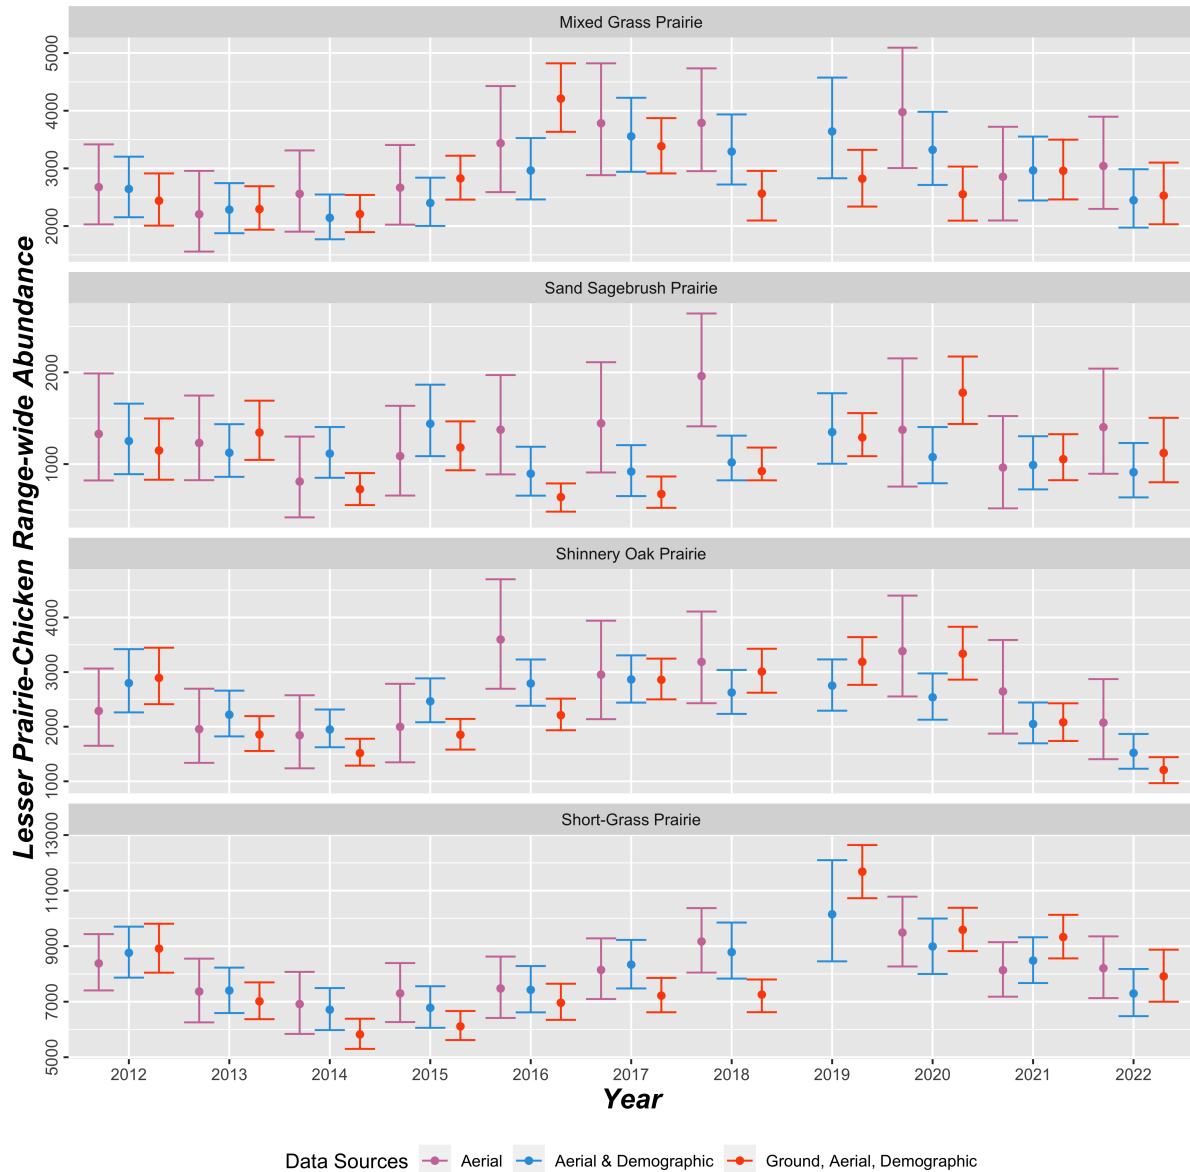 Mixed Grass Prairie
5000
4000
3000
2000
Sand Sagebrush Prairie
2000
1000
Shinnery Oak Prairie
4000
3000
2000
1000
Short-Grass Prairie
13000
11000
9000
7000
5000
Lesser Prairie-Chicken Range-wide Abundance
2012 2013 2014 2015 2016 2017 2018 2019 2020 2021 2022
Year
Data Sources Aerial Aerial & Demographic Ground, Aerial, Demographic